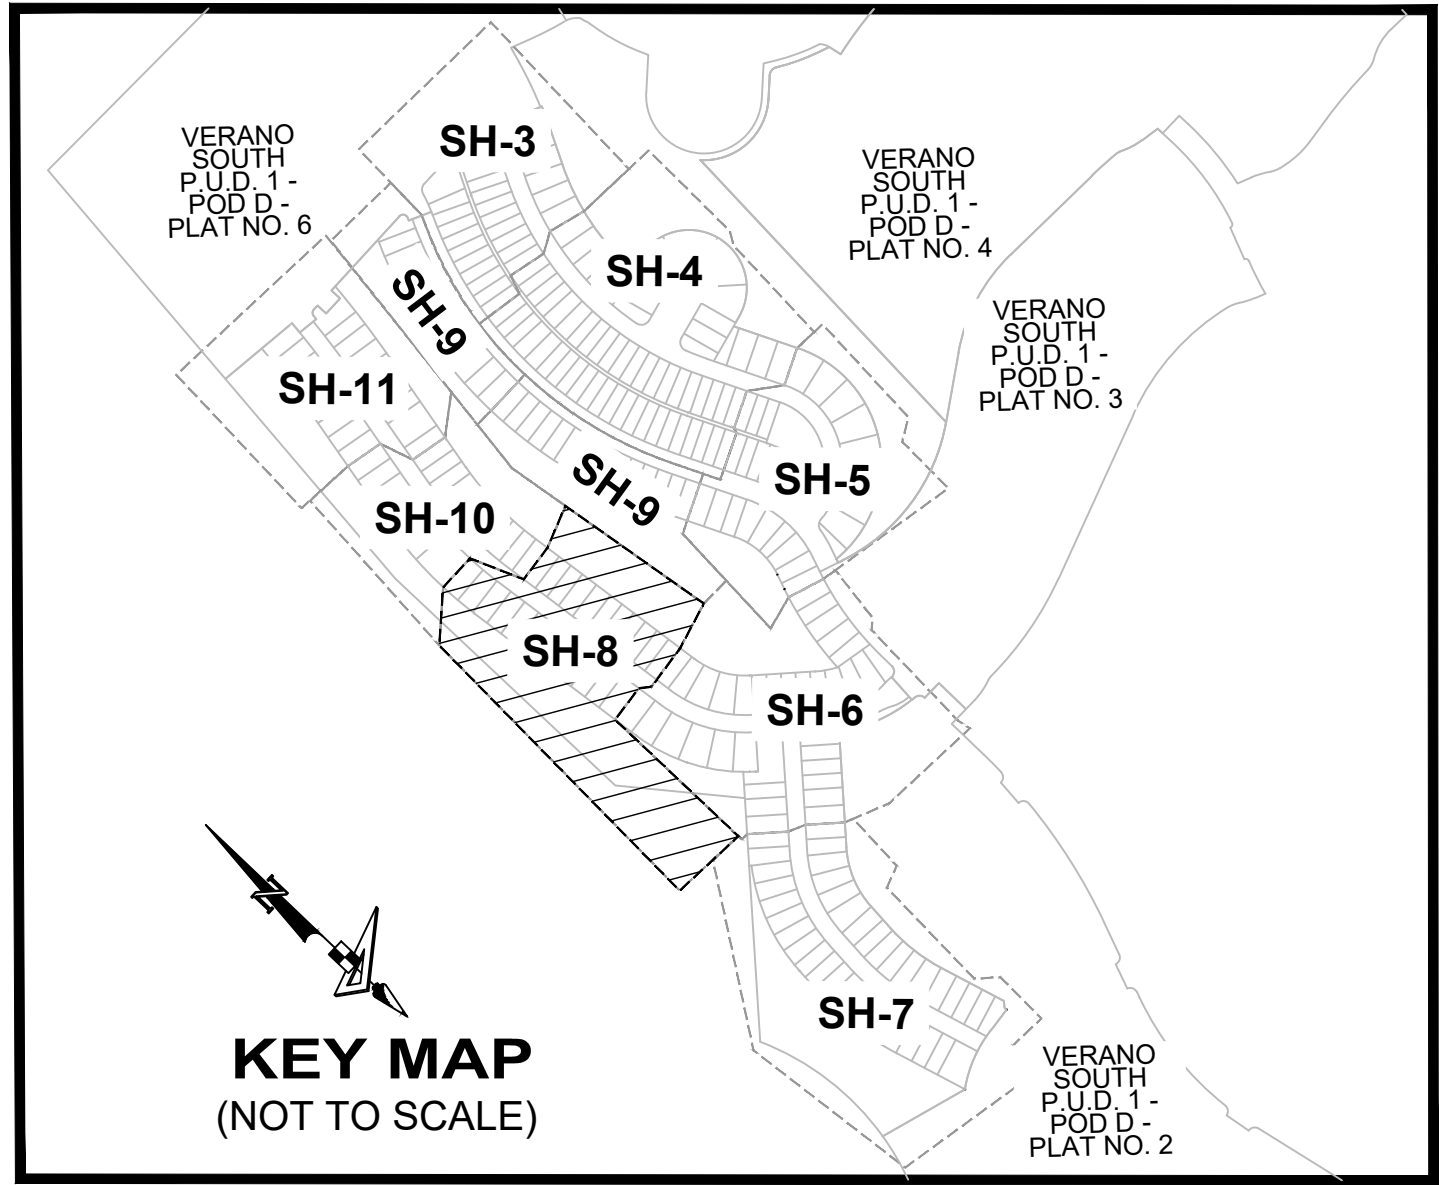 SH-3
VERANO
SOUTH
P.U.D. 1 -
POD D -
PLAT NO. 6
VERANO
SOUTH
P.U.D. 1 -
POD D -
PLAT NO. 4
SH-4
SH-9
VERANO
SOUTH
P.U.D. 1 -
POD D -
PLAT NO. 3
SH-11
SH-5
SH-9
SH-10
SH-8
SH-6
N
SH-7
KEY MAP
(NOT TO SCALE)
VERANO
SOUTH
P.U.D. 1 -
POD D -
PLAT NO. 2